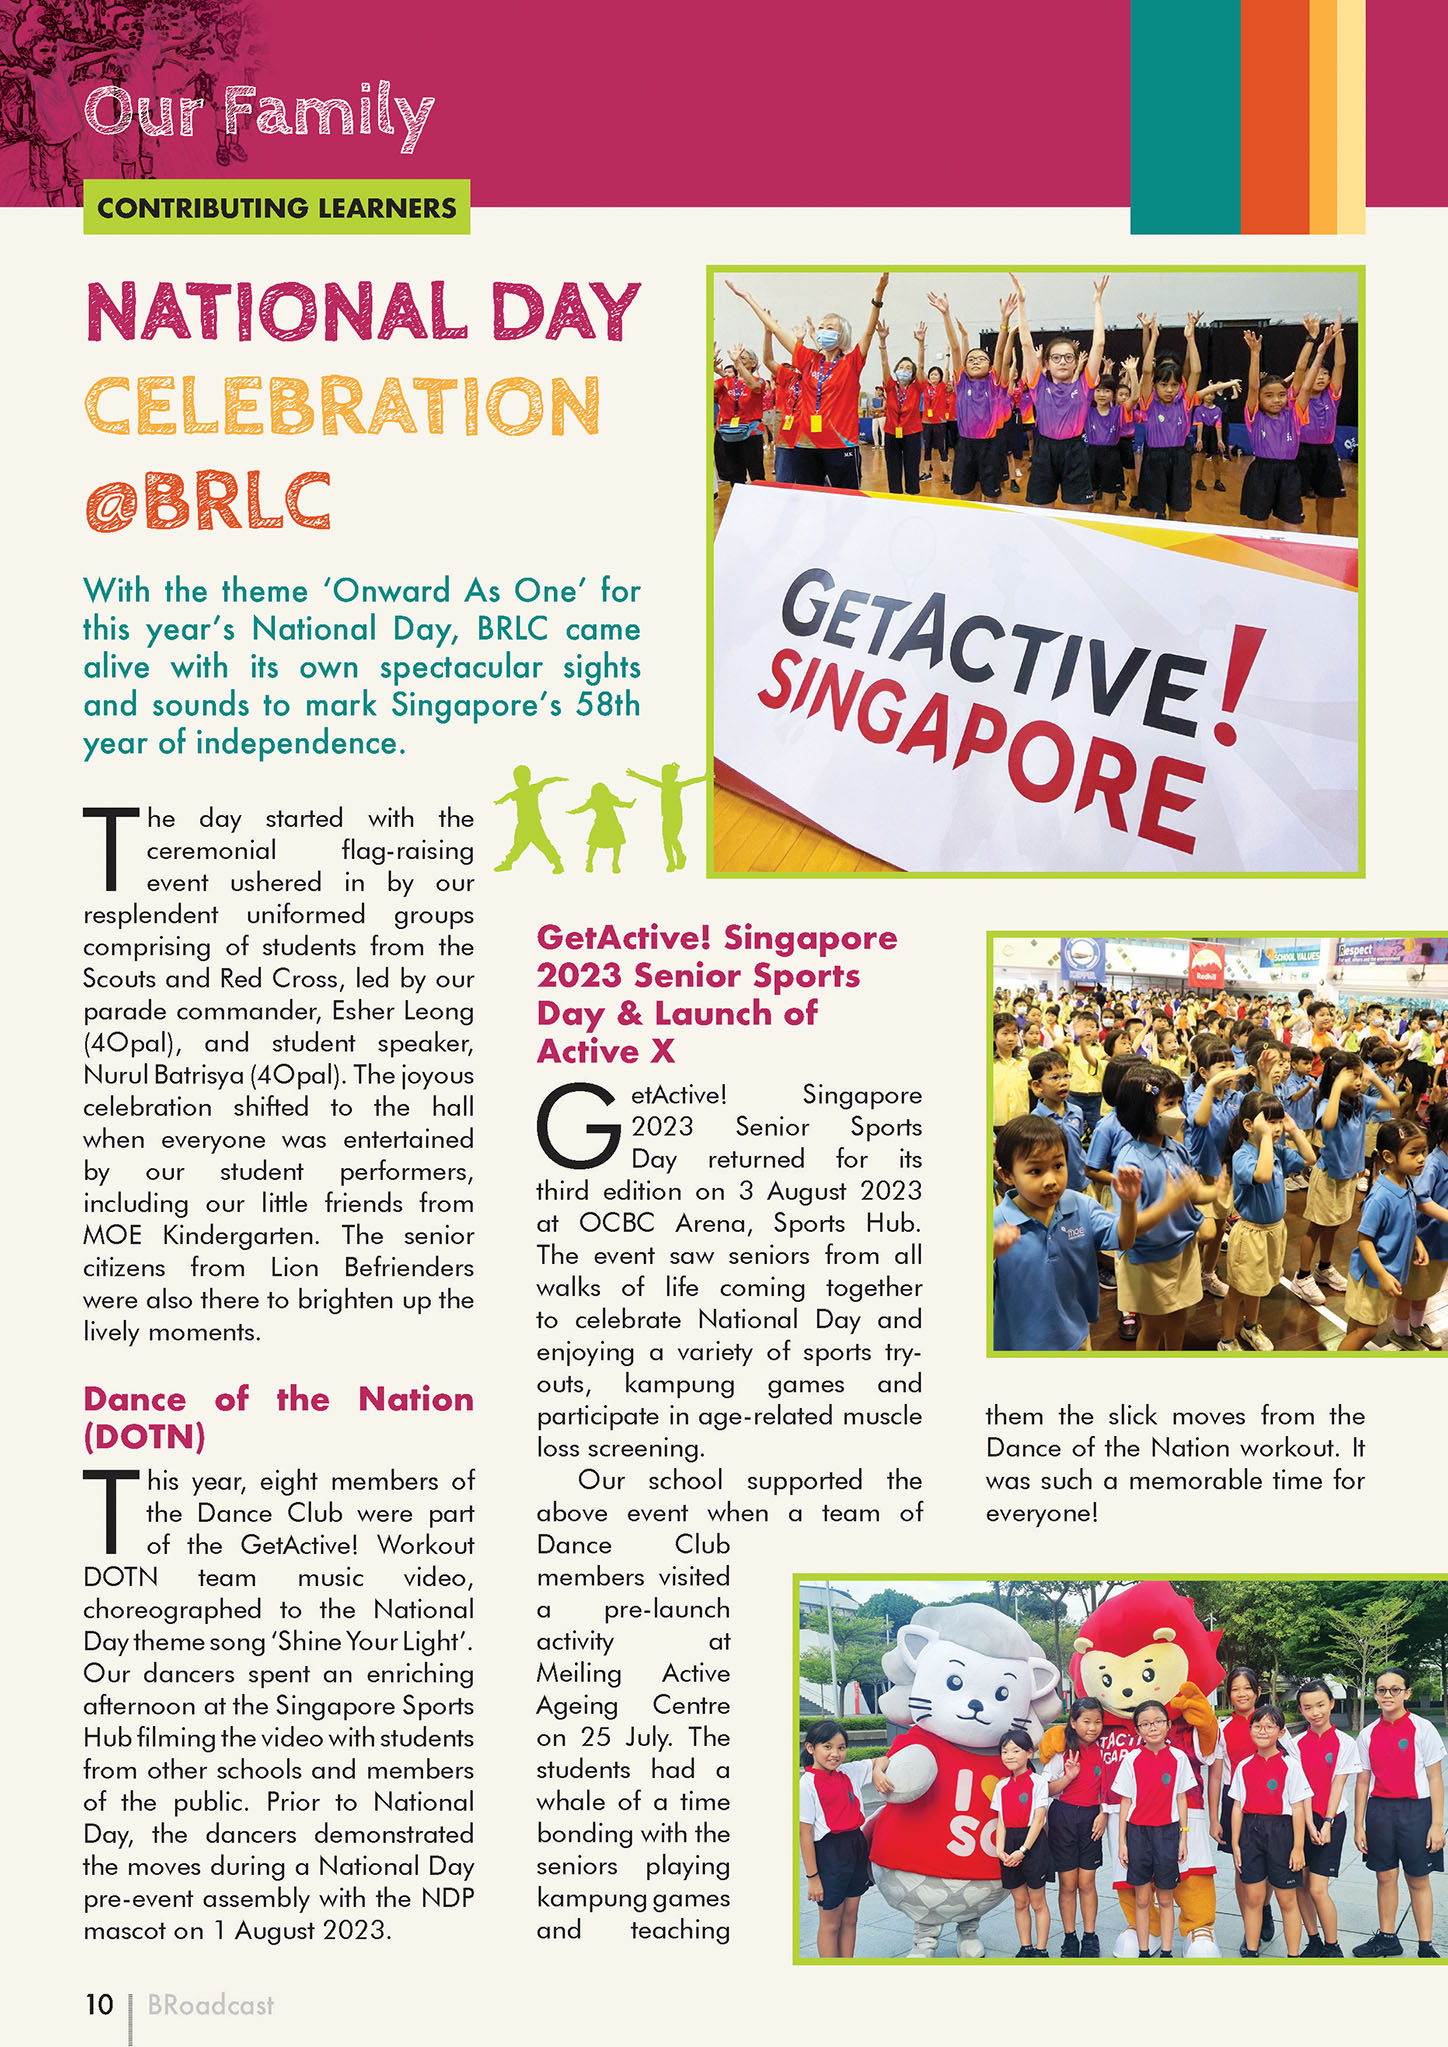 Our Family
CONTRIBUTING LEARNERS
NATIONAL DAY
CELEBRATION
@BRLC
With the theme ‘Onward As One’ for
this year’s National Day, BRLC came
alive with its own spectacular sights
and sounds to mark Singapore’s 58th
year of independence.
The day started with the
ceremonial flag-raising
event ushered in by our
resplendent uniformed groups
comprising of students from the
Scouts and Red Cross, led by our
parade commander, Esher Leong
(4Opal), and student speaker,
Nurul Batrisya (4Opal). The joyous
celebration shifted to the hall
when everyone was entertained
by our student performers,
including our little friends from
MOE Kindergarten. The senior
citizens from Lion Befrienders
were also there to brighten up the
lively moments.
Dance of the Nation
(DOTN)
This year, eight members of
the Dance Club were part
of the GetActive! Workout
DOTN team music video,
choreographed to the National
Day theme song ‘Shine Your Light’.
Our dancers spent an enriching
afternoon at the Singapore Sports
Hub filming the video with students
from other schools and members
of the public. Prior to National
Day, the dancers demonstrated
the moves during a National Day
pre-event assembly with the NDP
mascot on 1 August 2023.
GETACTIVE!
SINGAPORE
GetActive! Singapore
2023 Senior Sports
Day & Launch of
Active X
GetActive! Singapore
2023 Senior Sports
Day returned for its
third edition on 3 August 2023
at OCBC Arena, Sports Hub.
The event saw seniors from all
walks of life coming together
to celebrate National Day and
enjoying a variety of sports try-
outs, kampung games and
participate in age-related muscle
loss screening.
Our school supported the
above event when a team of
Dance Club
members visited
a pre-launch
activity at
Meiling Active
Ageing Centre
on 25 July. The
students had a
whale of a time
bonding with the
seniors playing
kampung games
and teaching
KEPPEL
Redhill
SCHOOL VALUES
Respect
For self, others and the environment
moe
them the slick moves from the
Dance of the Nation workout. It
was such a memorable time for
everyone!
I
SG
10
BRoadcast